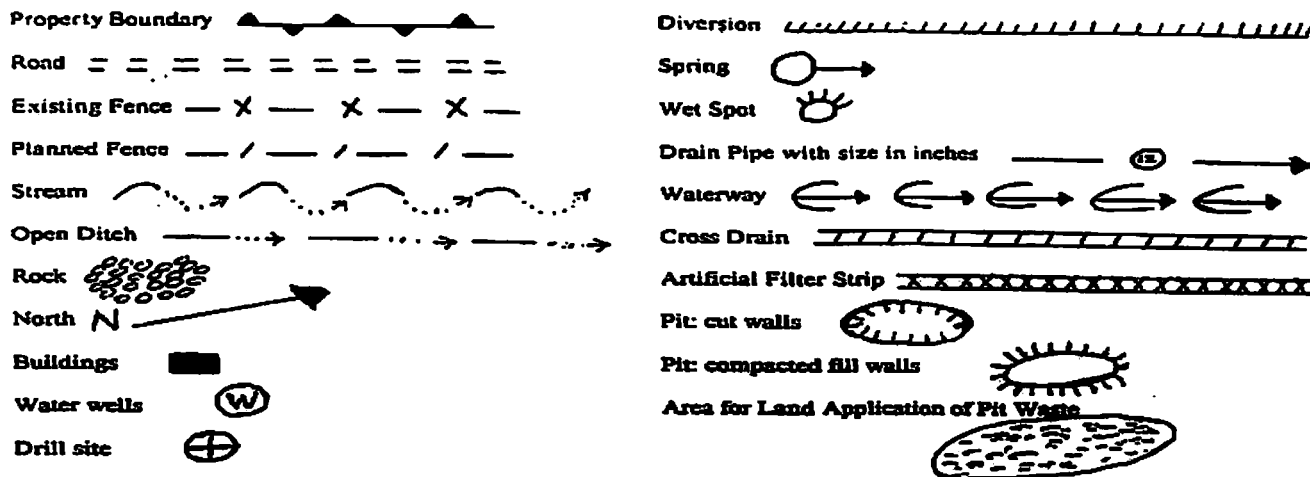 Property Boundary
Road
Existing Fence
Planned Fence
Stream
Open Ditch
Rock
North N
Buildings
Water wells W
Drill site
Diversion
Spring
Wet Spot
Drain Pipe with size in inches 12
Waterway
Cross Drain
Artificial Filter Strip
Pit: cut walls
Pit: compacted fill walls
Area for Land Application of Pit Waste